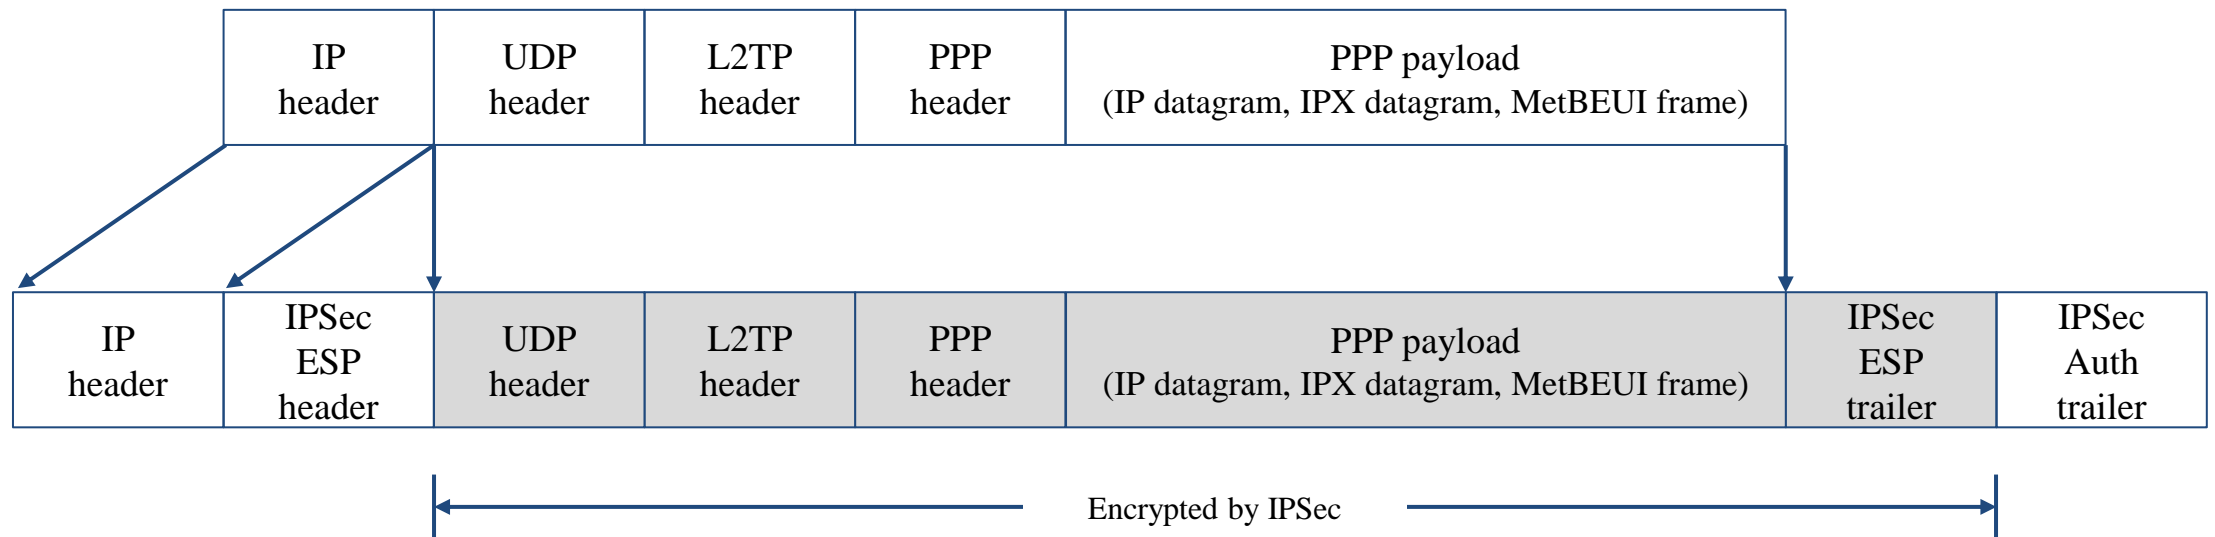 IP
header
UDP
header
L2TP
header
PPP
header
PPP payload
(IP datagram, IPX datagram, MetBEUI frame)
IP
header
IPSec
ESP
header
UDP
header
L2TP
header
PPP
header
PPP payload
(IP datagram, IPX datagram, MetBEUI frame)
IPSec
ESP
trailer
IPSec
Auth
trailer
Encrypted by IPSec